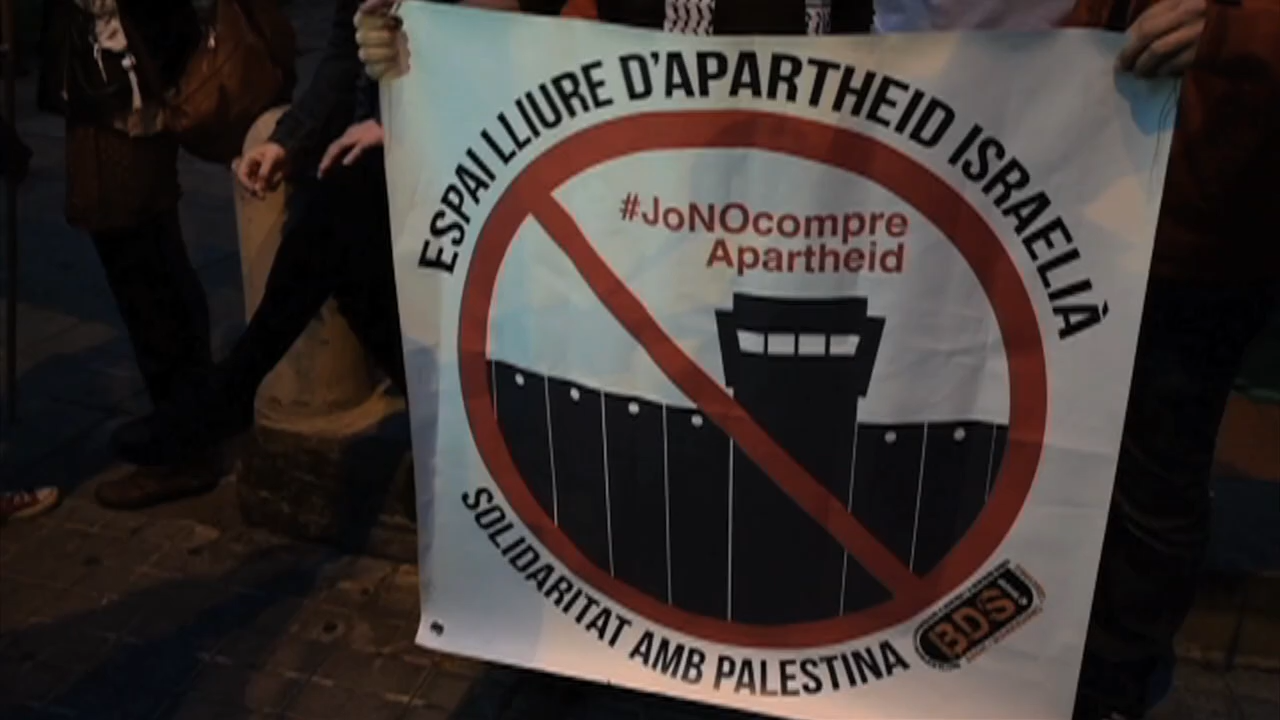 ESPAI LLIURE D'APARTHEID ISRAELIÀ
#JoNOcompre
Apartheid
SOLIDARITAT AMB PALESTINA
BDS!